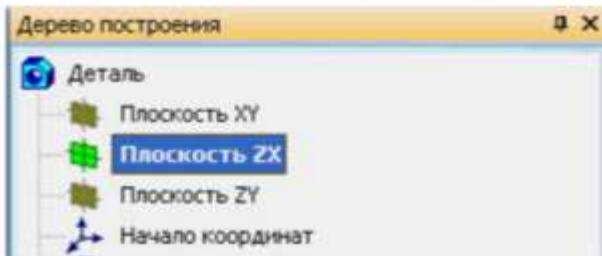 Дерево построения
Деталь
Плоскость XY
Плоскость ZX
Плоскость ZY
Начало координат